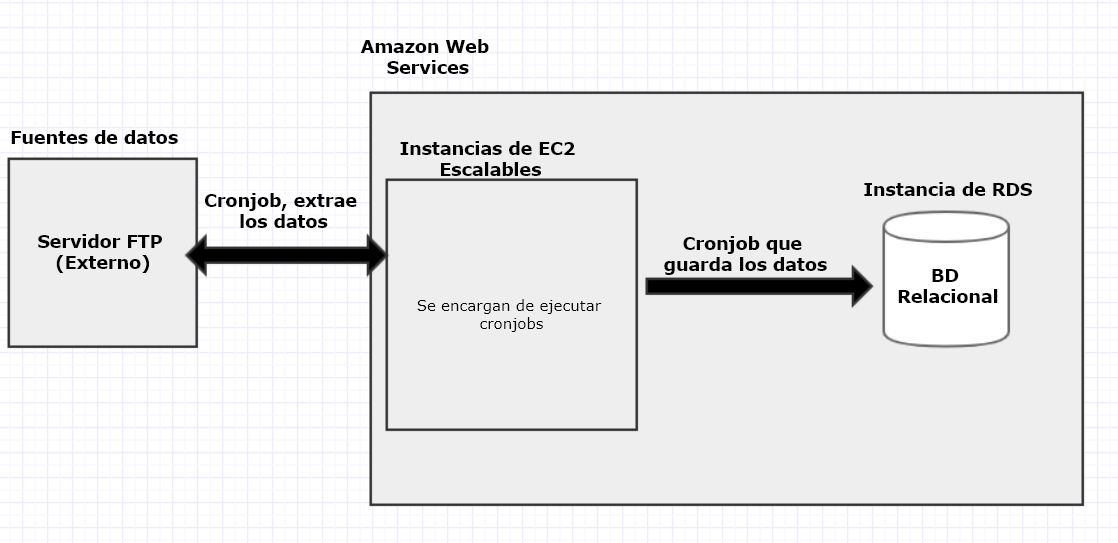 Amazon Web
Services
Fuentes de datos
Servidor FTP
(Externo)
Cronjob, extrae
los datos
Instancias de EC2
Escalables
Se encargan de ejecutar
cronjobs
Cronjob que
guarda los datos
Instancia de RDS
BD
Relacional